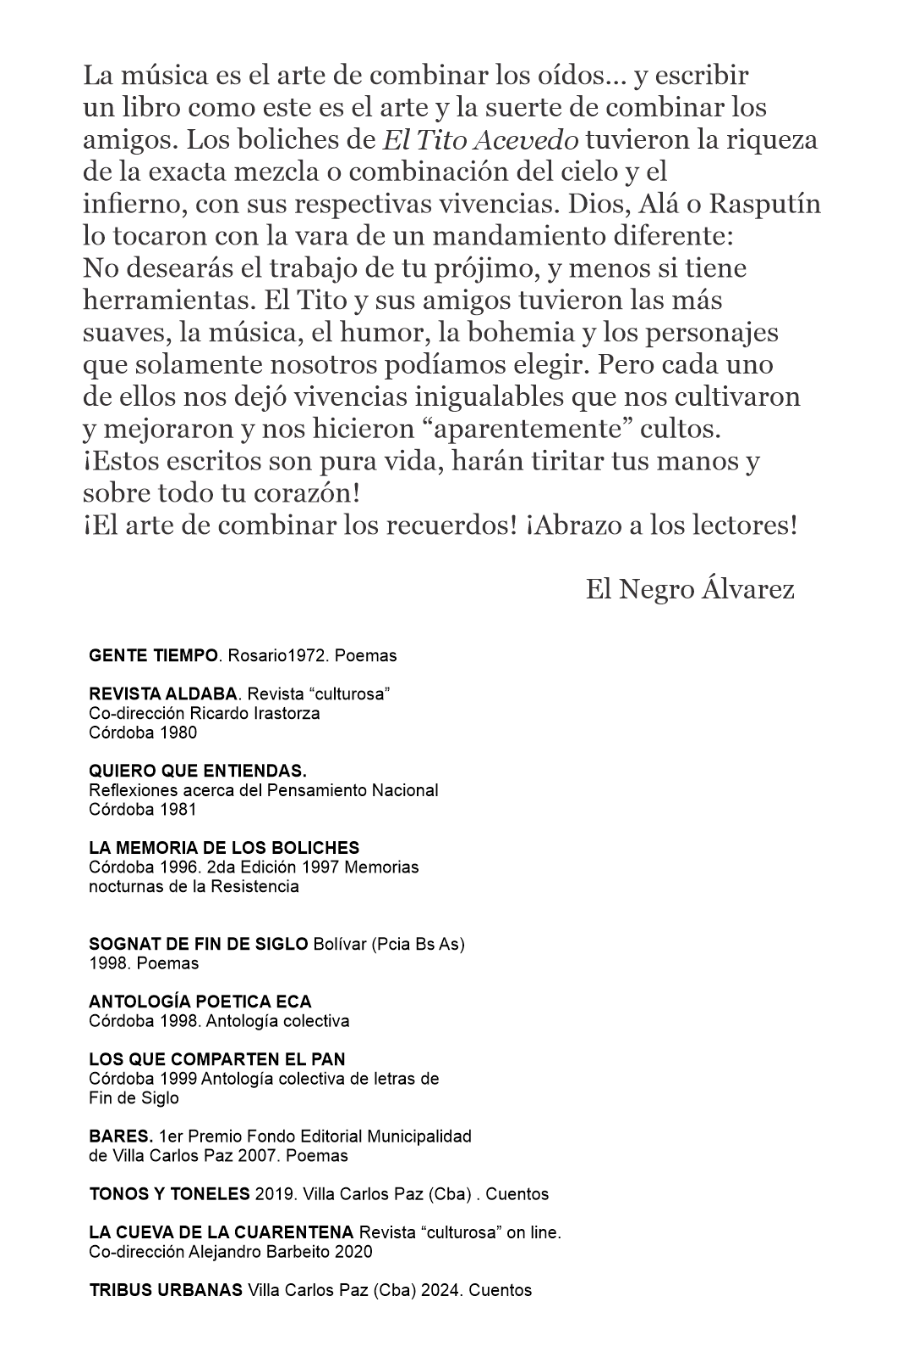 La música es el arte de combinar los oídos... y escribir
un libro como este es el arte y la suerte de combinar los
amigos. Los boliches de El Tito Acevedo tuvieron la riqueza
de la exacta mezcla o combinación del cielo y el
infierno, con sus respectivas vivencias. Dios, Alá o Rasputín
lo tocaron con la vara de un mandamiento diferente:
No desearás el trabajo de tu prójimo, y menos si tiene
herramientas. El Tito y sus amigos tuvieron las más
suaves, la música, el humor, la bohemia y los personajes
que solamente nosotros podíamos elegir. Pero cada uno
de ellos nos dejó vivencias inigualables que nos cultivaron
y mejoraron y nos hicieron “aparentemente” cultos.
¡Estos escritos son pura vida, harán tiritar tus manos y
sobre todo tu corazón!
¡El arte de combinar los recuerdos! ¡Abrazo a los lectores!
El Negro Álvarez
GENTE TIEMPO. Rosario1972. Poemas
REVISTA ALDABA. Revista “culturosa”
Co-dirección Ricardo Irastorza
Córdoba 1980
QUIERO QUE ENTIENDAS.
Reflexiones acerca del Pensamiento Nacional
Córdoba 1981
LA MEMORIA DE LOS BOLICHES
Córdoba 1996. 2da Edición 1997 Memorias
nocturnas de la Resistencia
SOGNAT DE FIN DE SIGLO Bolívar (Pcia Bs As)
1998. Poemas
ANTOLOGÍA POETICA ECA
Córdoba 1998. Antología colectiva
LOS QUE COMPARTEN EL PAN
Córdoba 1999 Antología colectiva de letras de
Fin de Siglo
BARES. 1er Premio Fondo Editorial Municipalidad
de Villa Carlos Paz 2007. Poemas
TONOS Y TONELES 2019. Villa Carlos Paz (Cba) . Cuentos
LA CUEVA DE LA CUARENTENA Revista “culturosa” on line.
Co-dirección Alejandro Barbeito 2020
TRIBUS URBANAS Villa Carlos Paz (Cba) 2024. Cuentos